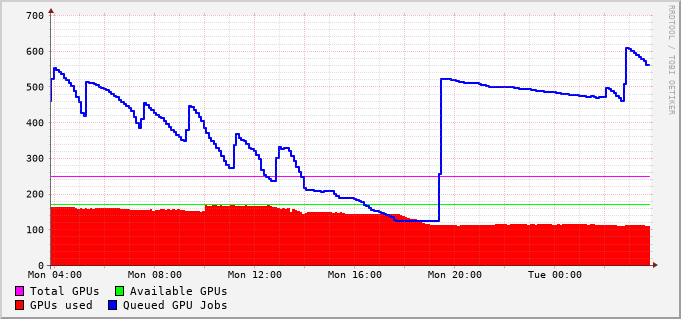 700
600
500
400
300
200
100
0
Mon 04:00 Mon 08:00 Mon 12:00 Mon 16:00 Mon 20:00 Tue 00:00
Total GPUs Available GPUs
GPUs used Queued GPU Jobs
RRDTOOL / TOBI OETIKER